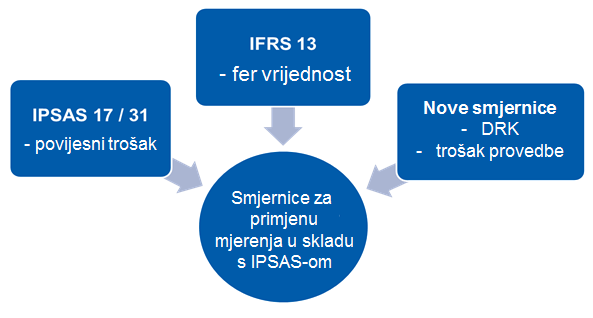 IFRS 13
- fer vrijednost
IPSAS 17 / 31
- povijesni trošak
Nove smjernice
- DRK
- trošak provedbe
Smjernice za
primjenu
mjerenja u skladu
s IPSAS-om